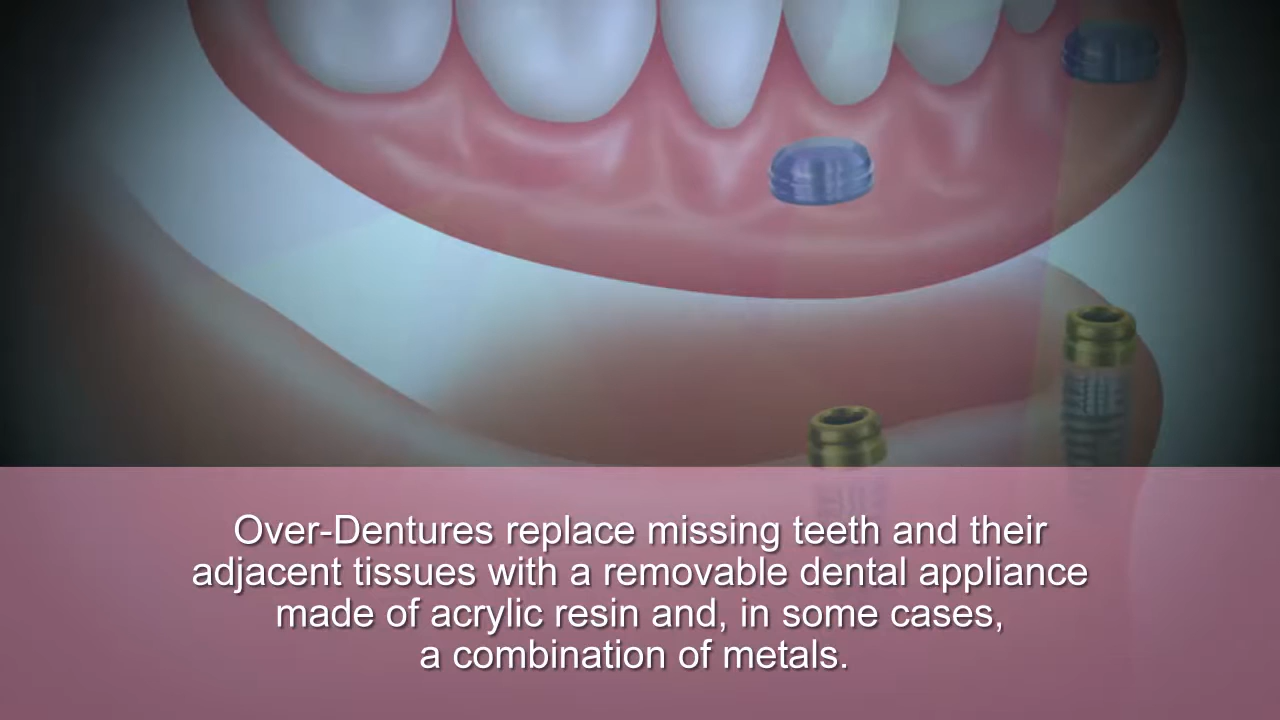 Over-Dentures replace missing teeth and their
adjacent tissues with a removable dental appliance
made of acrylic resin and, in some cases,
a combination of metals.